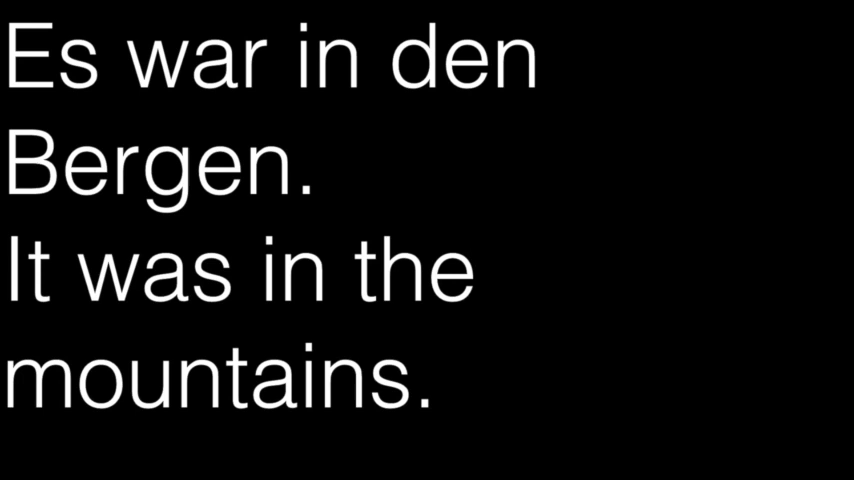 Es war in den
Bergen.
It was in the
mountains.